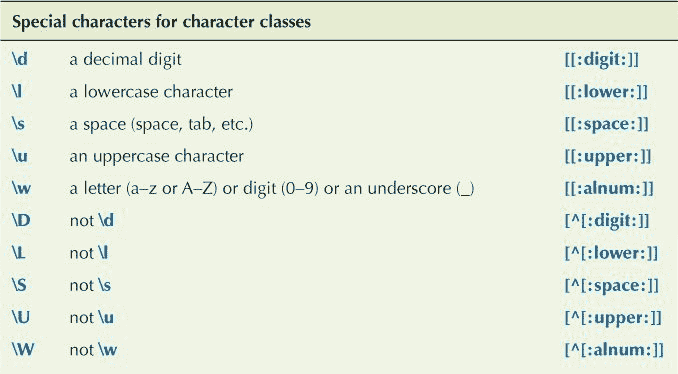 Special characters for character classes
\d a decimal digit [[:digit:]]
\l a lowercase character [[:lower:]]
\s a space (space, tab, etc.) [[:space:]]
\u an uppercase character [[:upper:]]
\w a letter (a–z or A–Z) or digit (0–9) or an underscore (_) [[:alnum:]]
\D not \d [^[:digit:]]
\L not \l [^[:lower:]]
\S not \s [^[:space:]]
\U not \u [^[:upper:]]
\W not \w [^[:alnum:]]